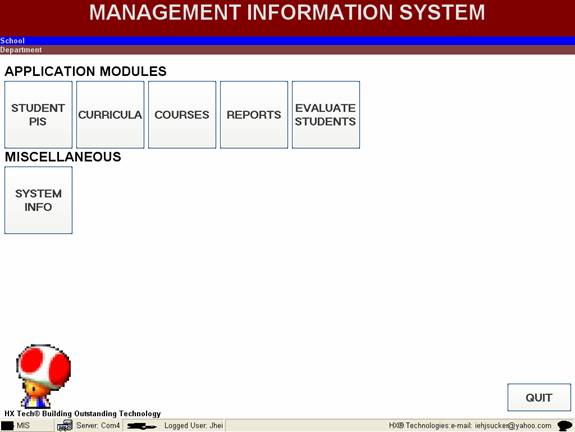 MANAGEMENT INFORMATION SYSTEM
School
Department
APPLICATION MODULES
STUDENT
PIS
CURRICULA
COURSES
REPORTS
EVALUATE
STUDENTS
MISCELLANEOUS
SYSTEM
INFO
QUIT
HX Tech® Building Outstanding Technology
MIS
Server: Com4
Logged User: Jhei
HX® Technologies:e-mail: iehjsucker@yahoo.com